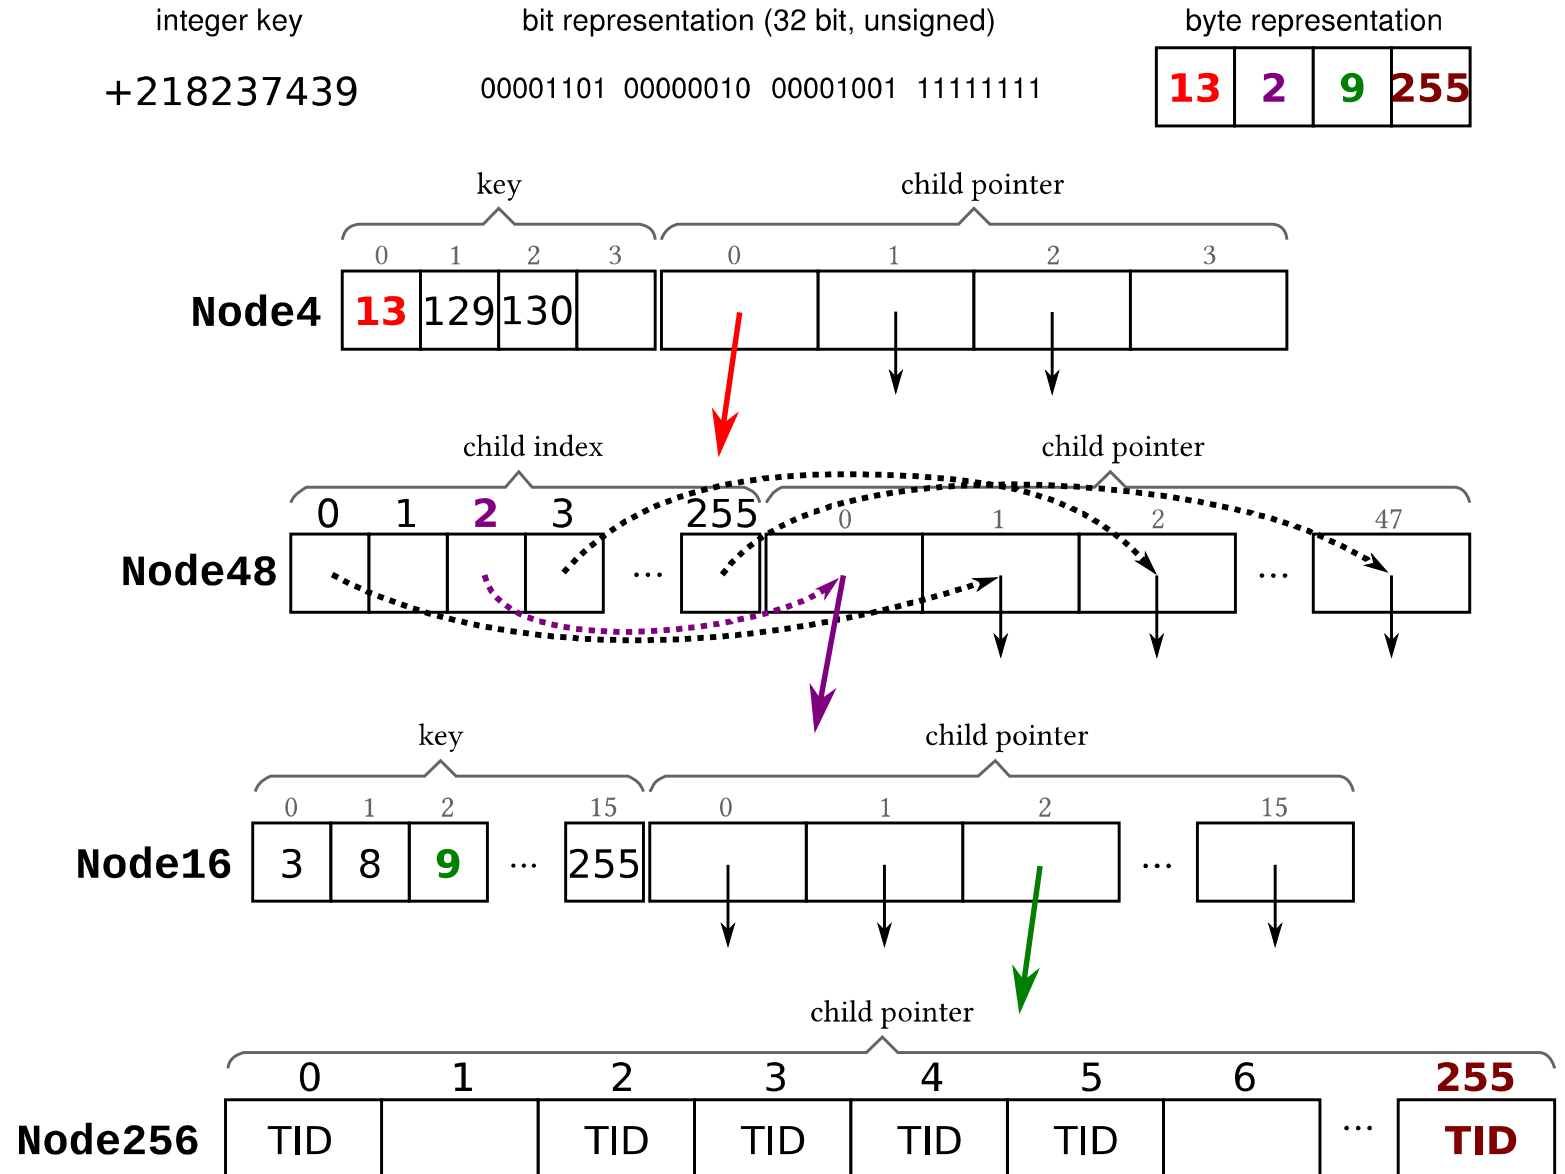 integer key bit representation (32 bit, unsigned) byte representation
+218237439 00001101 00000010 00001001 11111111 13 2 9 255
key child pointer
0 1 2 3 0 1 2 3
Node4 13 129 130
child index child pointer
0 1 2 3 255 0 1 2 47
Node48 ... ...
key child pointer
0 1 2 15 0 1 2 15
Node16 3 8 9 ... 255 ...
child pointer
0 1 2 3 4 5 6 255
Node256 TID TID TID TID TID ... TID